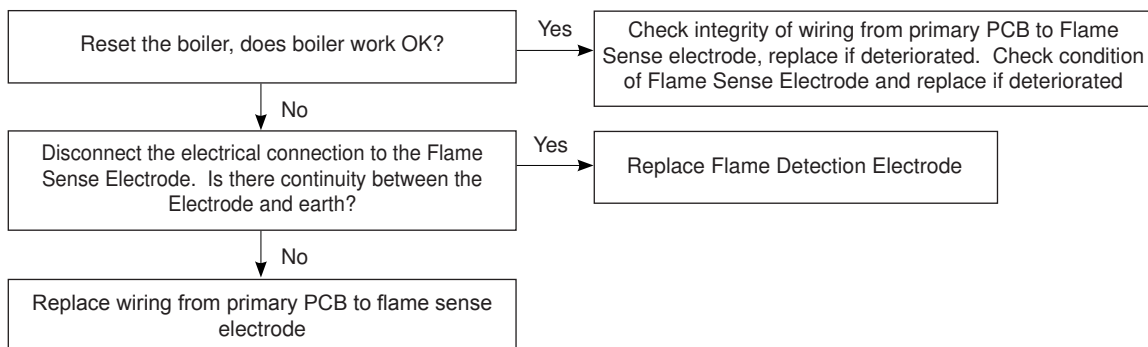 Reset the boiler, does boiler work OK?
Yes
Check integrity of wiring from primary PCB to Flame
Sense electrode, replace if deteriorated.  Check condition
of Flame Sense Electrode and replace if deteriorated
No
Disconnect the electrical connection to the Flame
Sense Electrode.  Is there continuity between the
Electrode and earth?
Yes
Replace Flame Detection Electrode
No
Replace wiring from primary PCB to flame sense
electrode